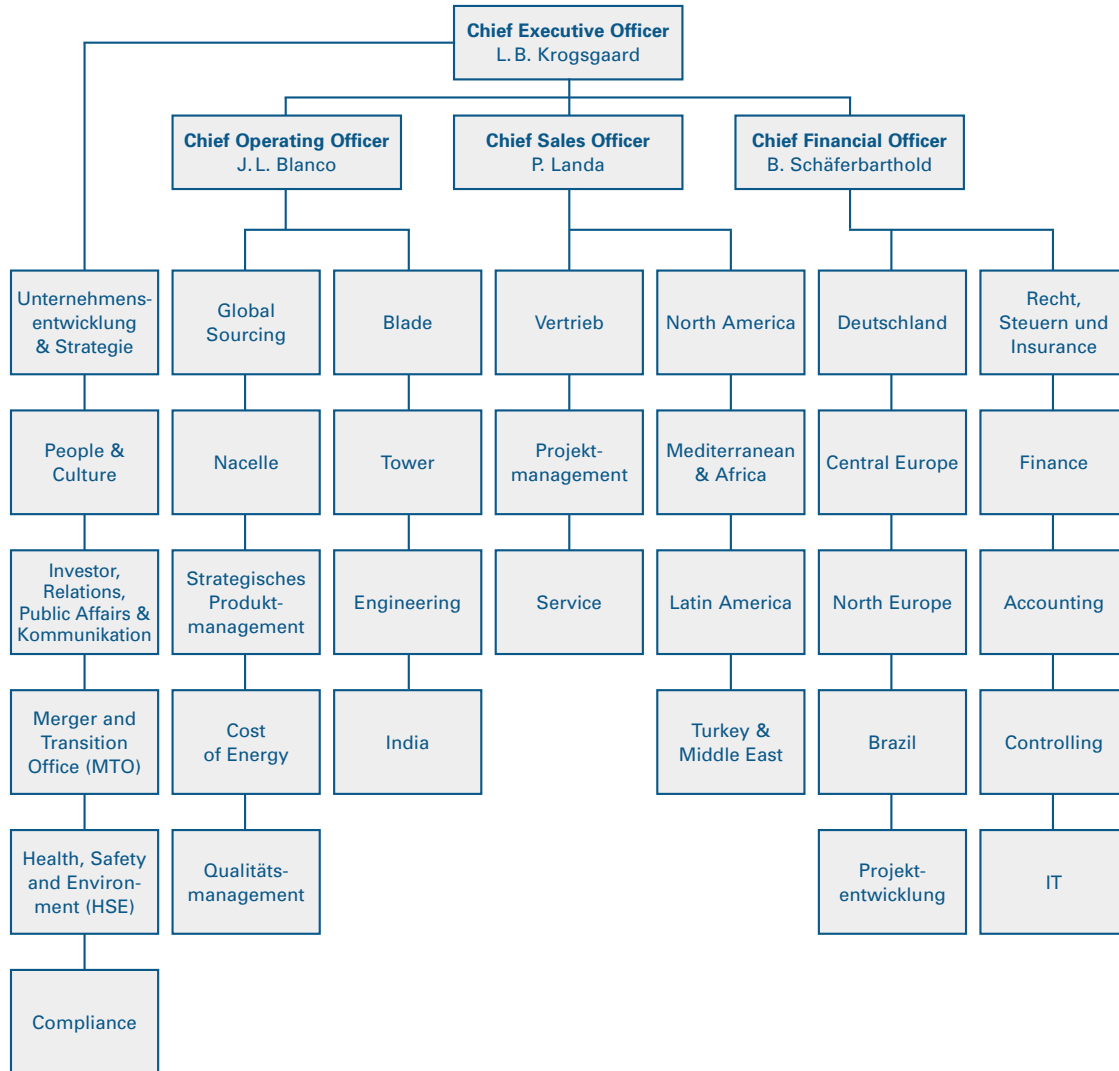 Chief Executive Officer
L. B. Krogsgaard
Chief Operating Officer
J. L. Blanco
Chief Sales Officer
P. Landa
Chief Financial Officer
B. Schäferbarthold
Unternehmens-
entwicklung
& Strategie
Global
Sourcing
Blade
Vertrieb
North America
Deutschland
Recht,
Steuern und
Insurance
People &
Culture
Nacelle
Tower
Projekt-
management
Mediterranean
& Africa
Central Europe
Finance
Investor,
Relations,
Public Affairs &
Kommunikation
Strategisches
Produkt-
management
Engineering
Service
Latin America
North Europe
Accounting
Merger and
Transition
Office (MTO)
Cost
of Energy
India
Turkey &
Middle East
Brazil
Controlling
Health, Safety
and Environ-
ment (HSE)
Qualitäts-
management
Projekt-
entwicklung
IT
Compliance